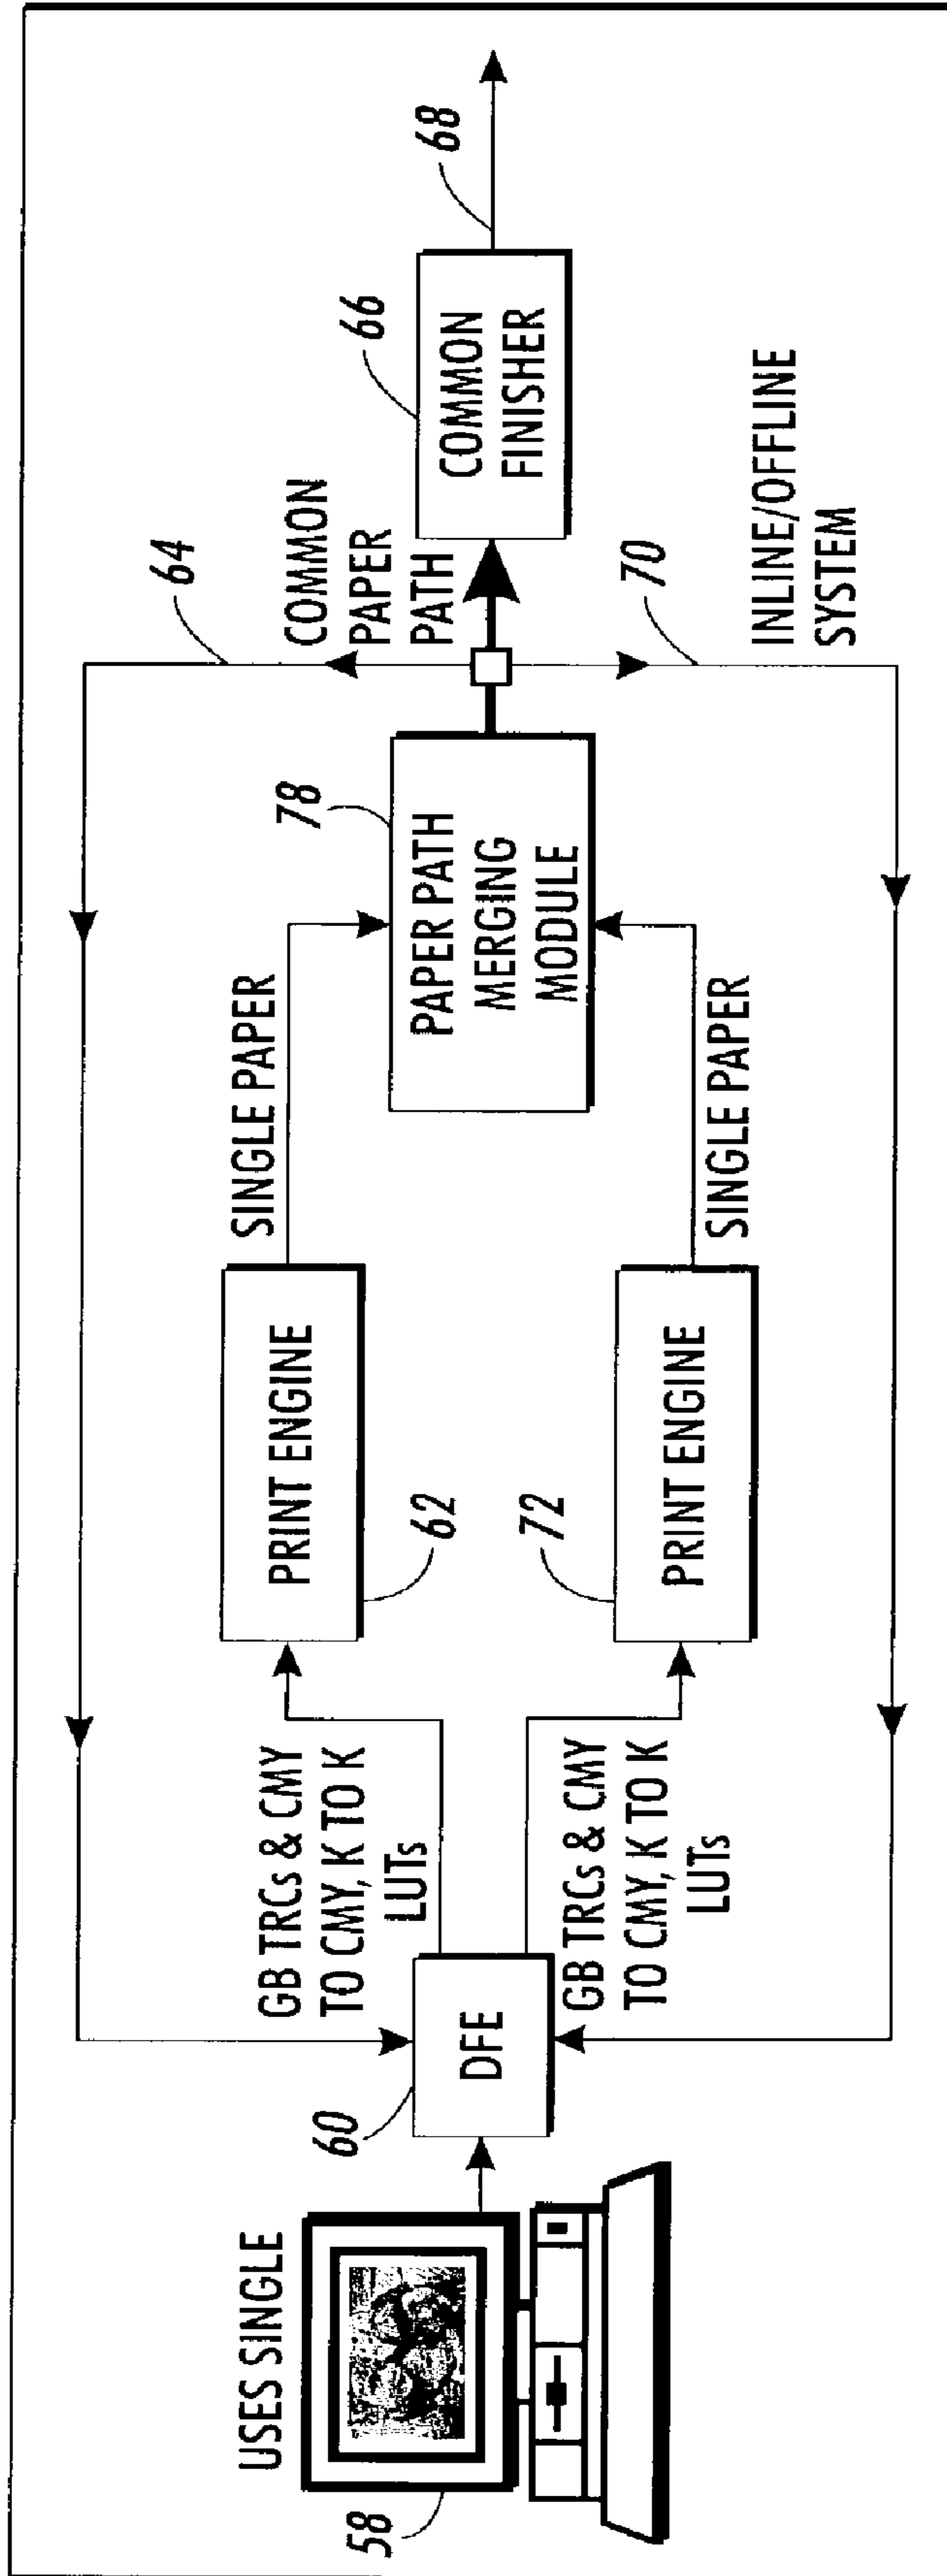 USES SINGLE
58
60
DFE
GB TRCs & CMY
TO CMY, K TO K
LUTs
GB TRCs & CMY
TO CMY, K TO K
LUTs
62
PRINT ENGINE
72
PRINT ENGINE
SINGLE PAPER
SINGLE PAPER
78
PAPER PATH
MERGING
MODULE
64
COMMON
PAPER
PATH
70
INLINE/OFFLINE
SYSTEM
66
COMMON
FINISHER
68